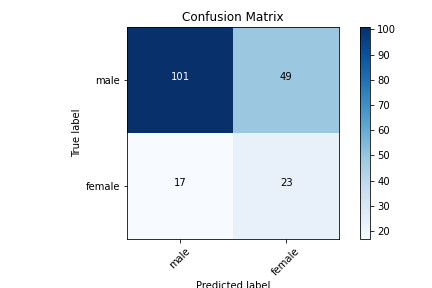 Confusion Matrix
100
90
80
70
60
50
40
30
20
True label
male
101
49
female
17
23
male
female
Predicted label